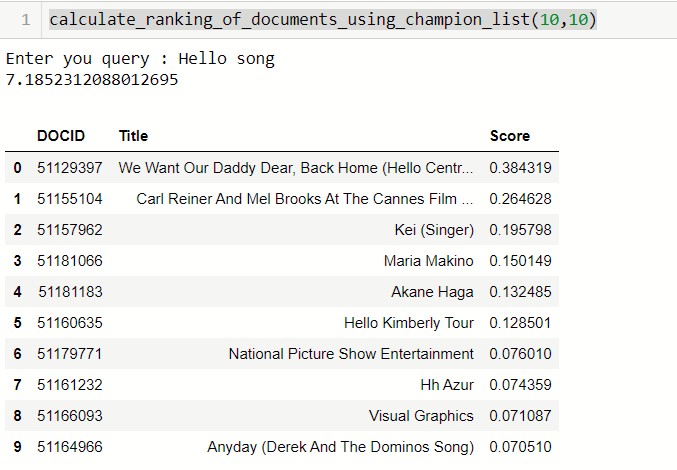 1 calculate_ranking_of_documents_using_champion_list(10,10)
Enter you query : Hello song
7.1852312088012695
DOCID Title Score
0 51129397 We Want Our Daddy Dear, Back Home (Hello Centr... 0.384319
1 51155104 Carl Reiner And Mel Brooks At The Cannes Film ... 0.264628
2 51157962 Kei (Singer) 0.195798
3 51181066 Maria Makino 0.150149
4 51181183 Akane Haga 0.132485
5 51160635 Hello Kimberly Tour 0.128501
6 51179771 National Picture Show Entertainment 0.076010
7 51161232 Hh Azur 0.074359
8 51166093 Visual Graphics 0.071087
9 51164966 Anyday (Derek And The Dominos Song) 0.070510